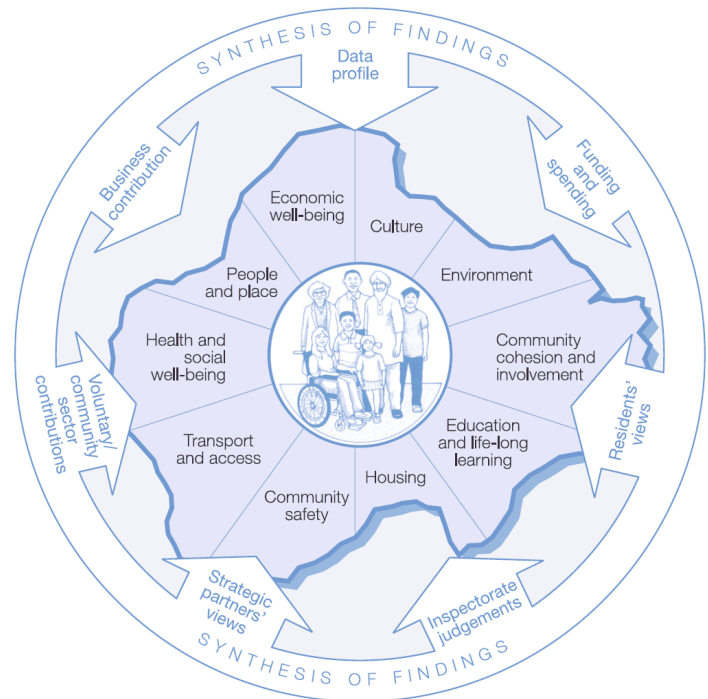 SYNTHESIS OF FINDINGS
Data
profile
Funding
and
spending
Residents'
views
Inspectorate
judgements
Strategic
partners'
views
Voluntary/
community
sector
contributions
Business
contribution
Economic
well-being
Culture
Environment
Community
cohesion and
involvement
Education
and life-long
learning
Housing
Community
safety
Transport
and access
Health and
social
well-being
People
and place
SYNTHESIS OF FINDINGS